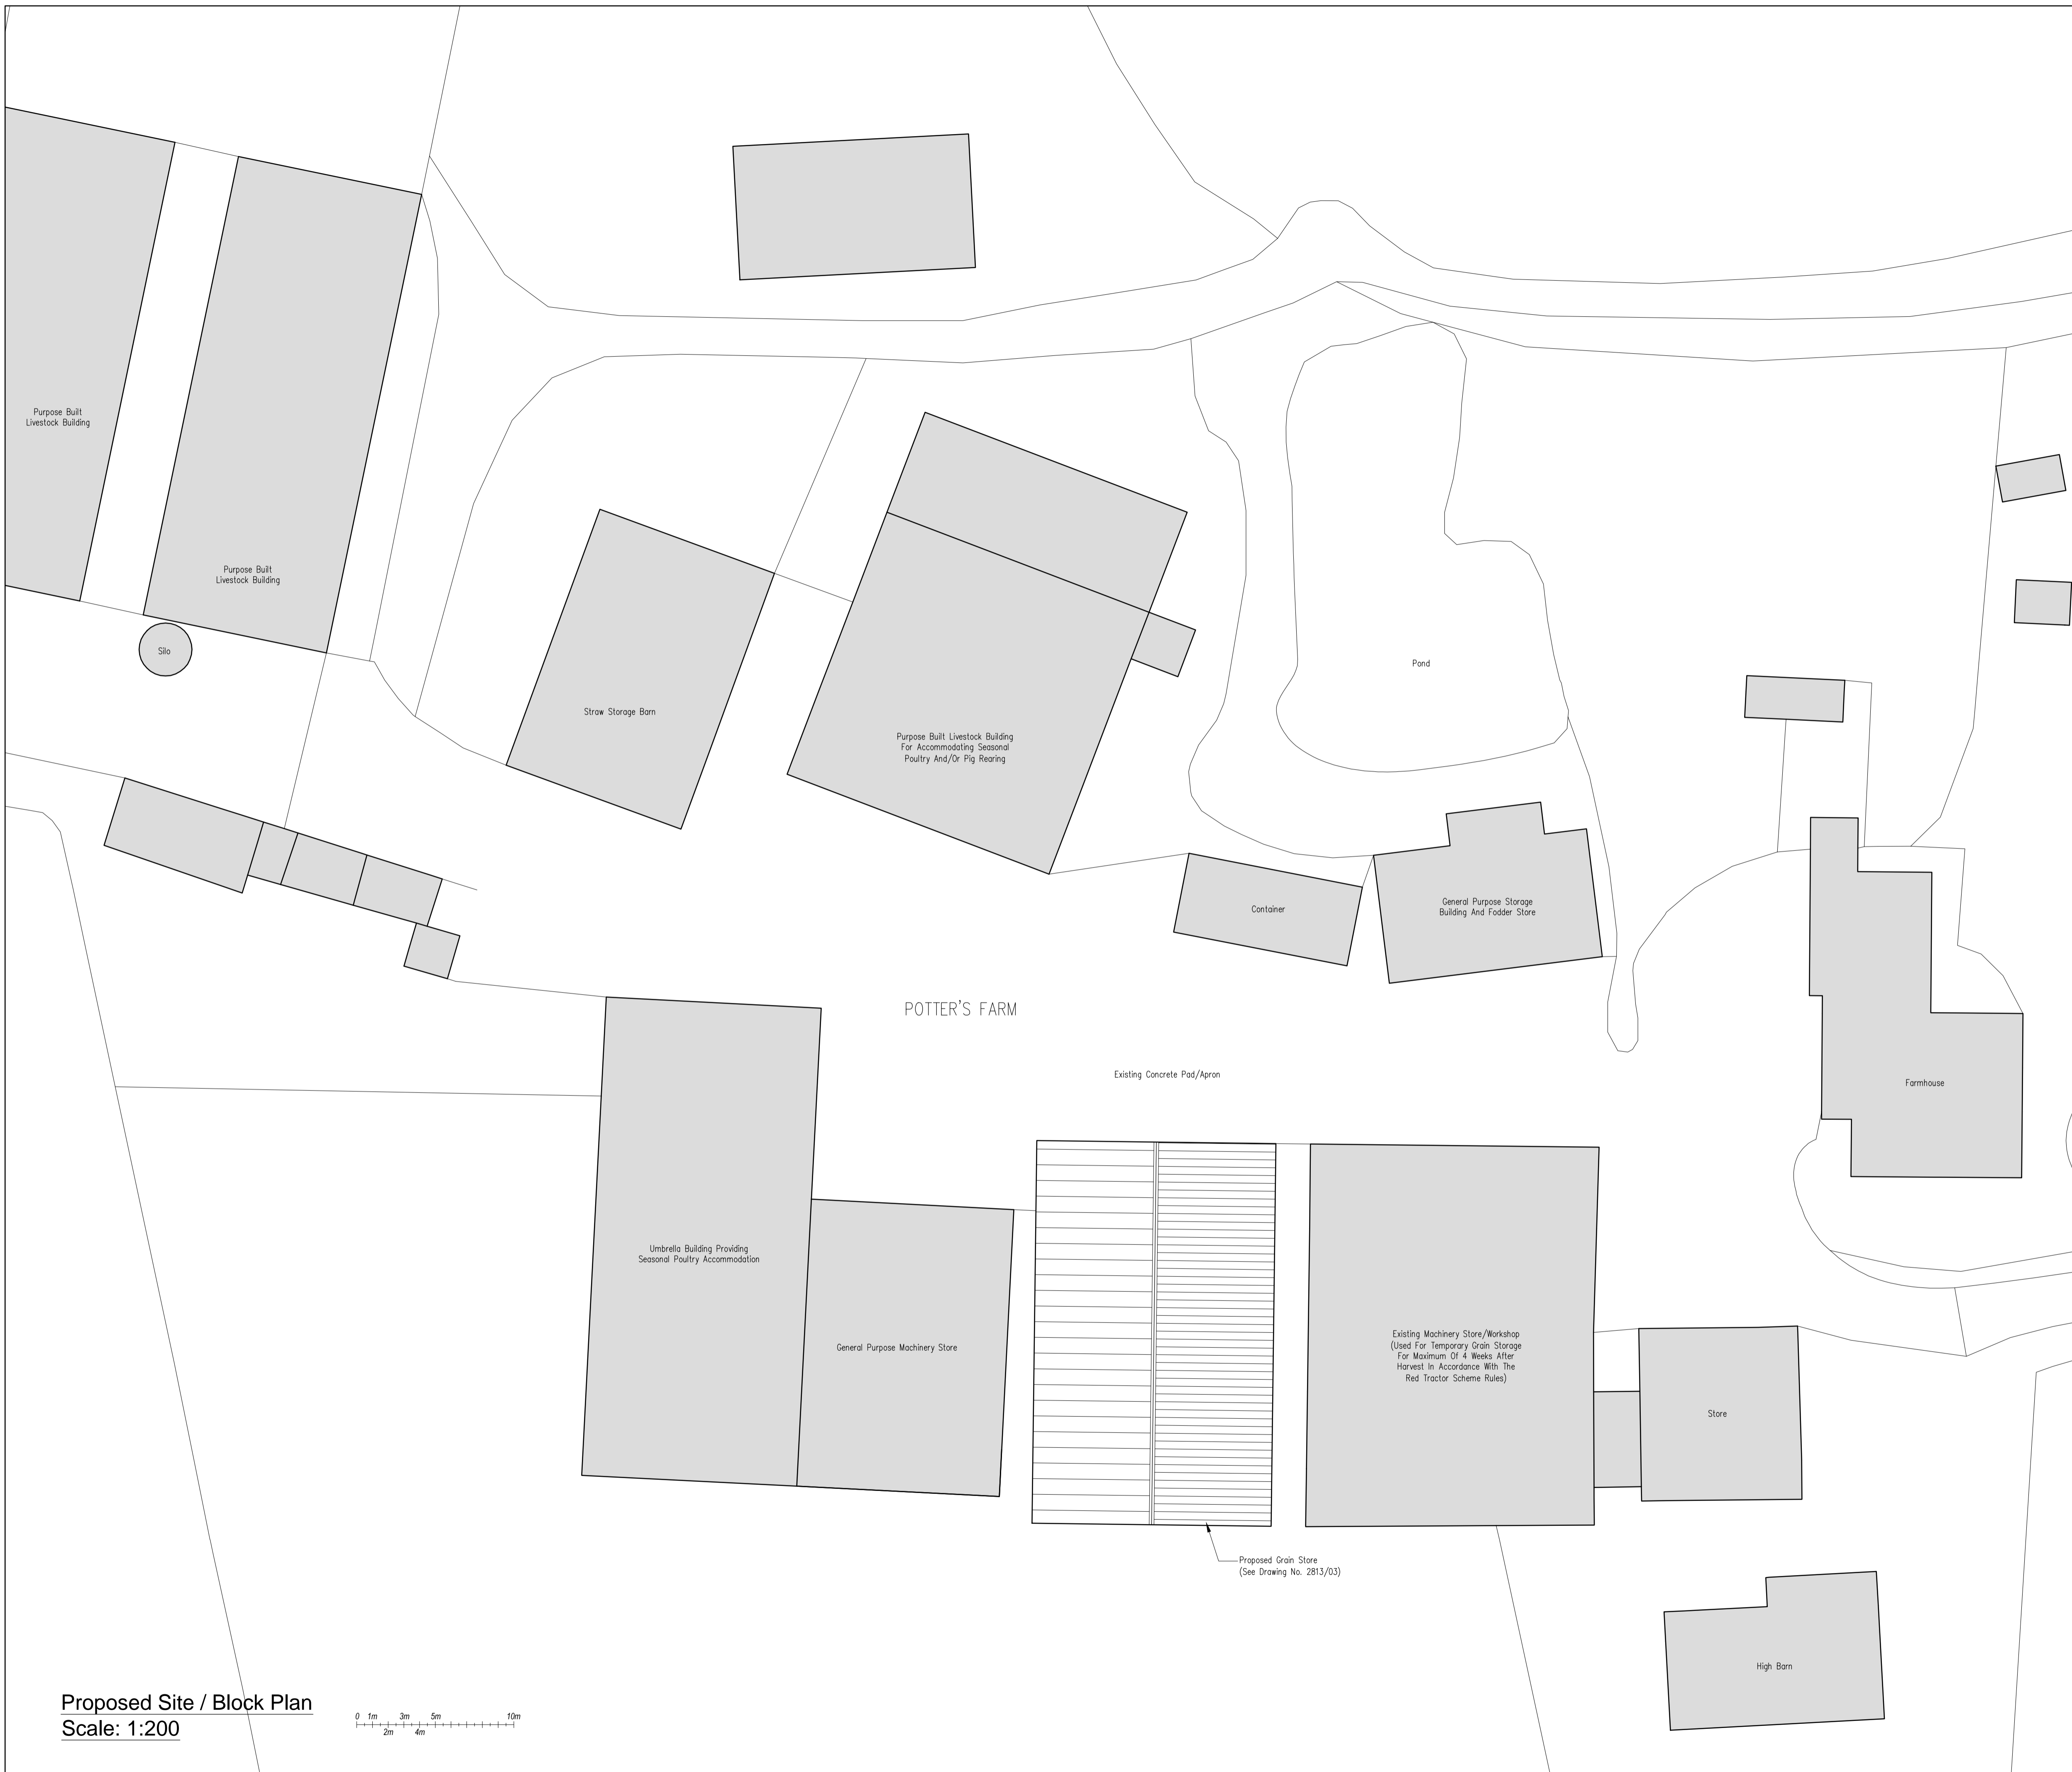 Purpose Built
Livestock Building
Purpose Built
Livestock Building
Silo
Straw Storage Barn
Purpose Built Livestock Building
For Accommodating Seasonal
Poultry And/Or Pig Rearing
Pond
Container
General Purpose Storage
Building And Fodder Store
POTTER'S FARM
Existing Concrete Pad/Apron
Farmhouse
Umbrella Building Providing
Seasonal Poultry Accommodation
General Purpose Machinery Store
Existing Machinery Store/Workshop
(Used For Temporary Grain Storage
For Maximum Of 4 Weeks After
Harvest In Accordance With The
Red Tractor Scheme Rules)
Store
Proposed Grain Store
(See Drawing No. 2813/03)
High Barn
Proposed Site / Block Plan
Scale: 1:200
0 1m 3m 5m 10m
2m 4m